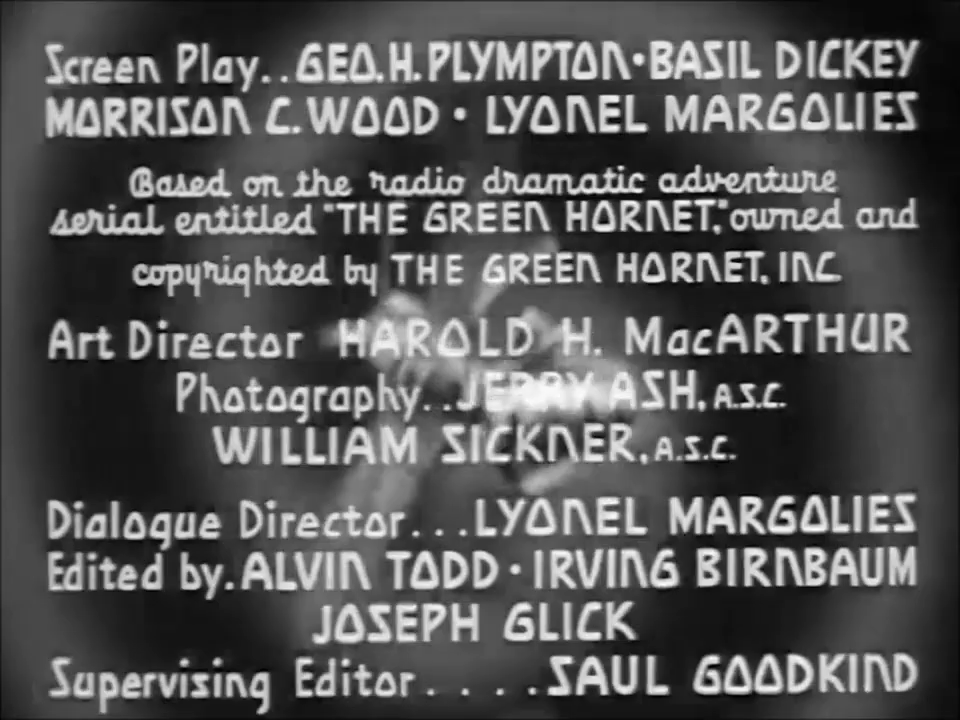 Screen Play..GEO.H.PLYMPTON•BASIL DICKEY
MORRISON C.WOOD • LYONEL MARGOLIES
Based on the radio dramatic adventure
serial entitled "THE GREEN HORNET," owned and
copyrighted by THE GREEN HORNET, INC
Art Director HAROLD H. MacARTHUR
Photography..JERRY ASH, A.S.C.
WILLIAM SICKNER, A.S.C.
Dialogue Director...LYONEL MARGOLIES
Edited by.ALVIN TODD•IRVING BIRNBAUM
JOSEPH GLICK
Supervising Editor....SAUL GOODKIND